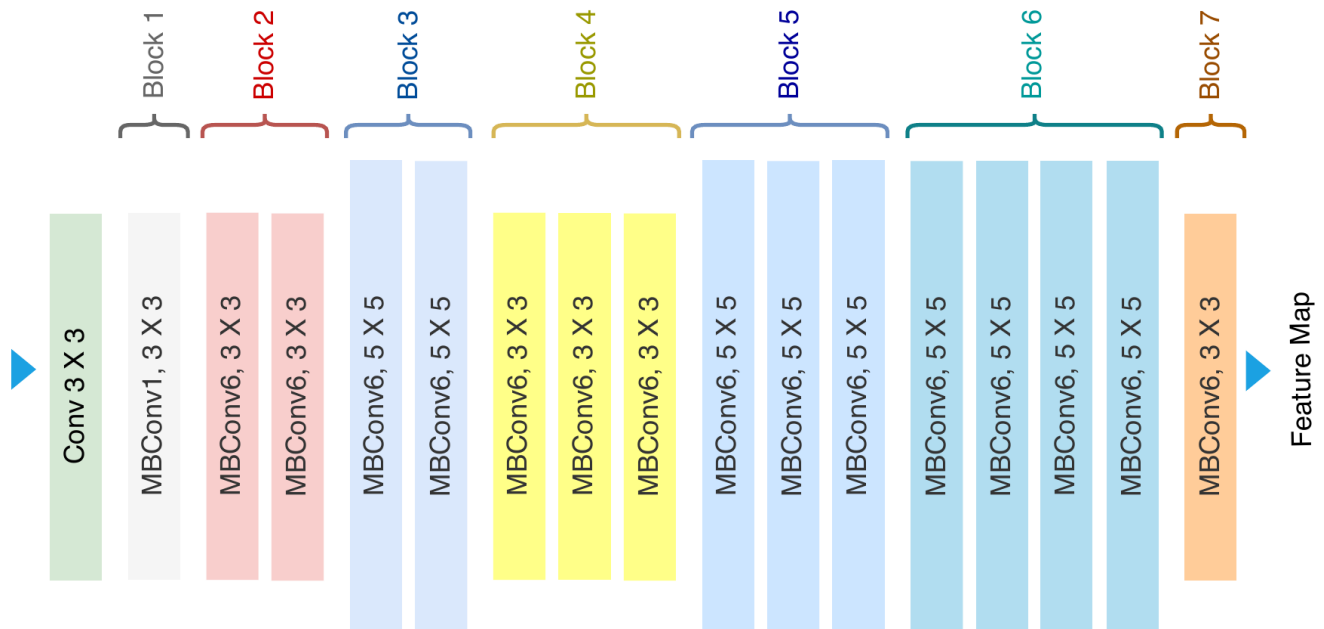 Block 1
Block 2
Block 3
Block 4
Block 5
Block 6
Block 7
Conv 3 X 3
MBConv1, 3 X 3
MBConv6, 3 X 3
MBConv6, 3 X 3
MBConv6, 5 X 5
MBConv6, 5 X 5
MBConv6, 3 X 3
MBConv6, 3 X 3
MBConv6, 3 X 3
MBConv6, 5 X 5
MBConv6, 5 X 5
MBConv6, 5 X 5
MBConv6, 5 X 5
MBConv6, 5 X 5
MBConv6, 5 X 5
MBConv6, 5 X 5
MBConv6, 3 X 3
Feature Map